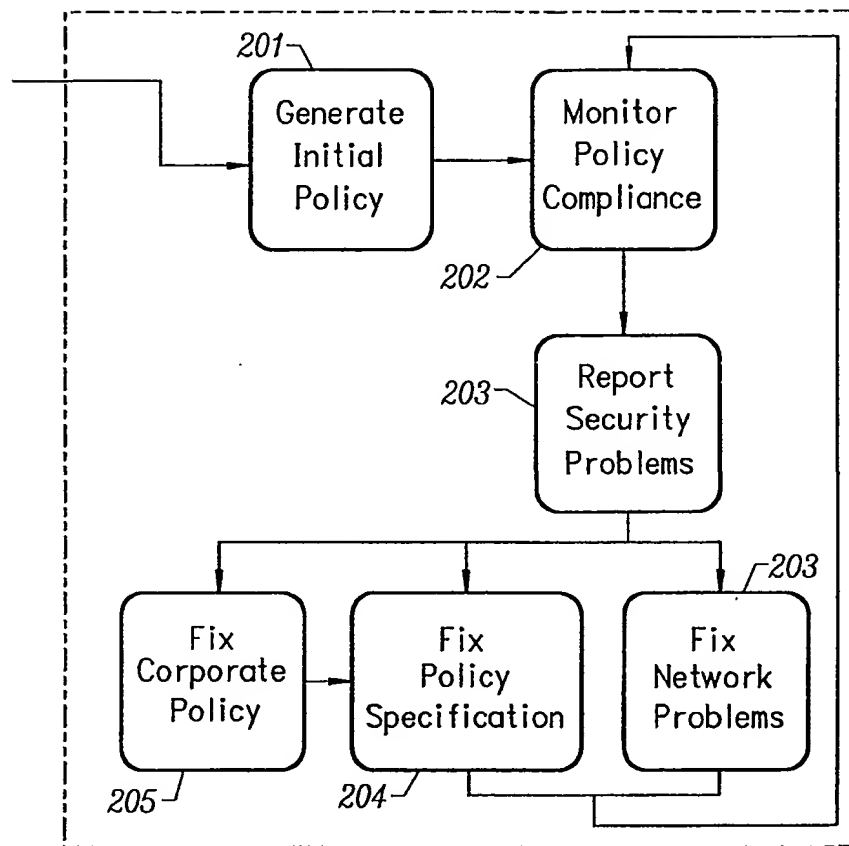 201
Generate
Initial
Policy
Monitor
Policy
Compliance
202
203
Report
Security
Problems
203
Fix
Corporate
Policy
Fix
Policy
Specification
Fix
Network
Problems
205
204